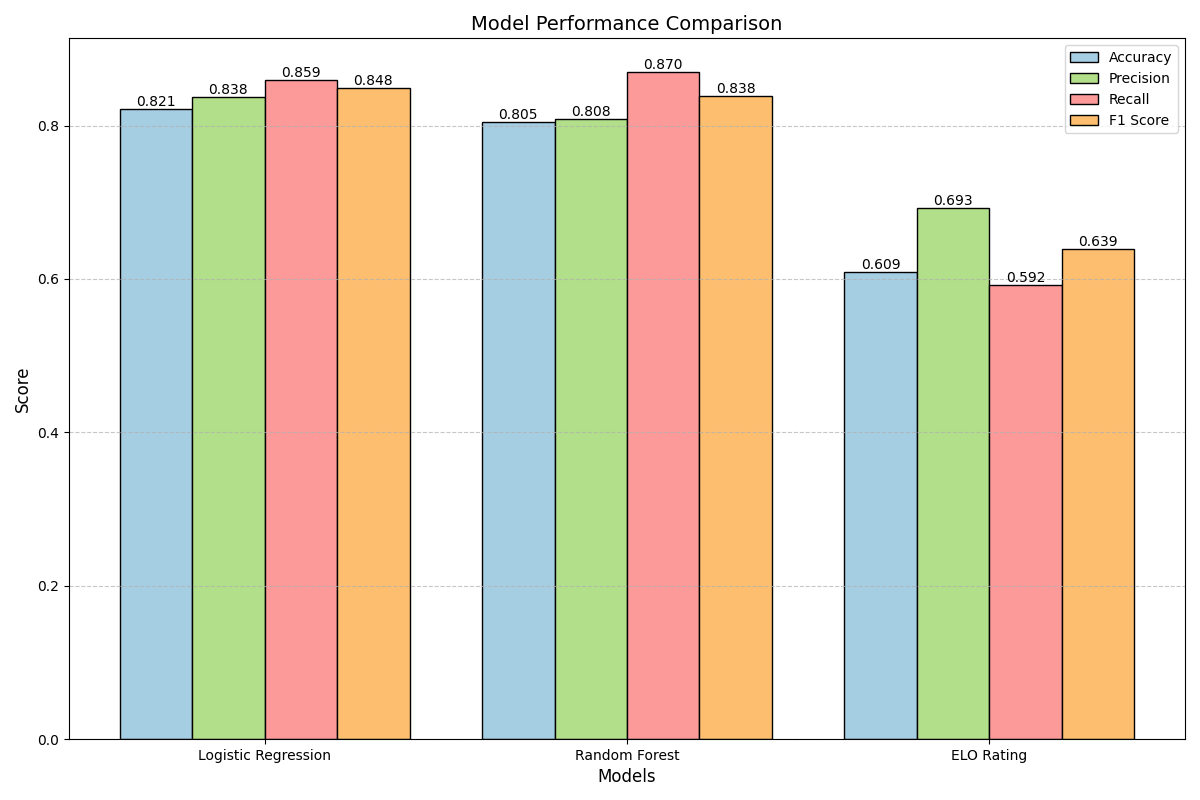 Model Performance Comparison
Accuracy
Precision
Recall
F1 Score
0.821
0.838
0.859
0.848
0.805
0.808
0.870
0.838
0.609
0.693
0.592
0.639
Score
0.8
0.6
0.4
0.2
0.0
Logistic Regression
Random Forest
ELO Rating
Models